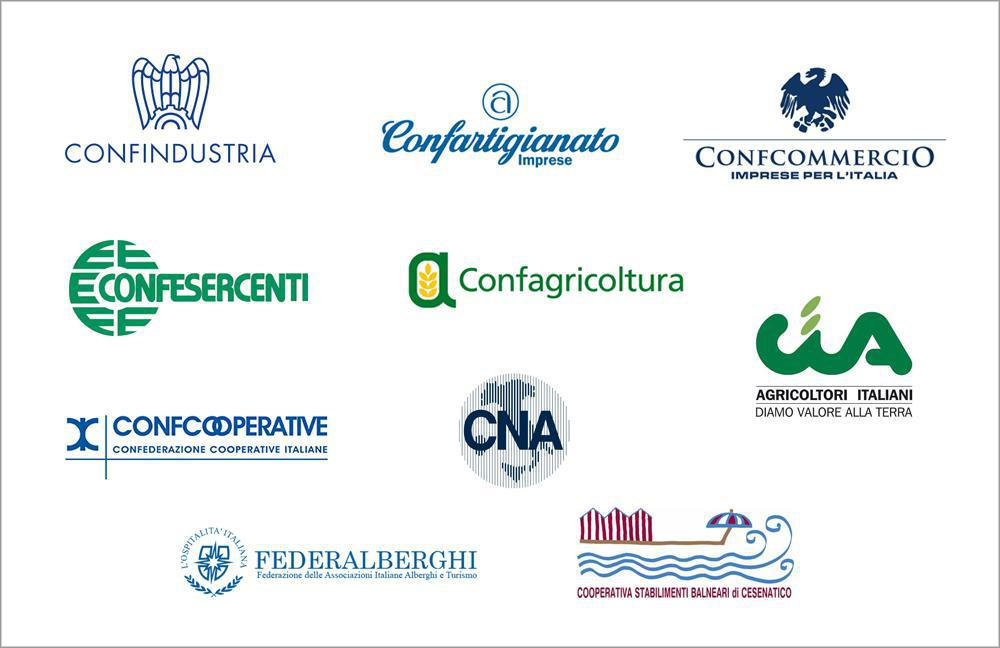 CONFINDUSTRIA
a
Confartigianato
Imprese
CONFCOMMERCIO
IMPRESE PER L'ITALIA
CONFESERCENTI
a Confagricoltura
CIA
AGRICOLTORI ITALIANI
DIAMO VALORE ALLA TERRA
CONFCOOPERATIVE
CONFEDERAZIONE COOPERATIVE ITALIANE
CNA
L'OSPITALITA' ITALIANA
FEDERALBERGHI
Federazione delle Associazioni Italiane Alberghi e Turismo
COOPERATIVA STABILIMENTI BALNEARI di CESENATICO